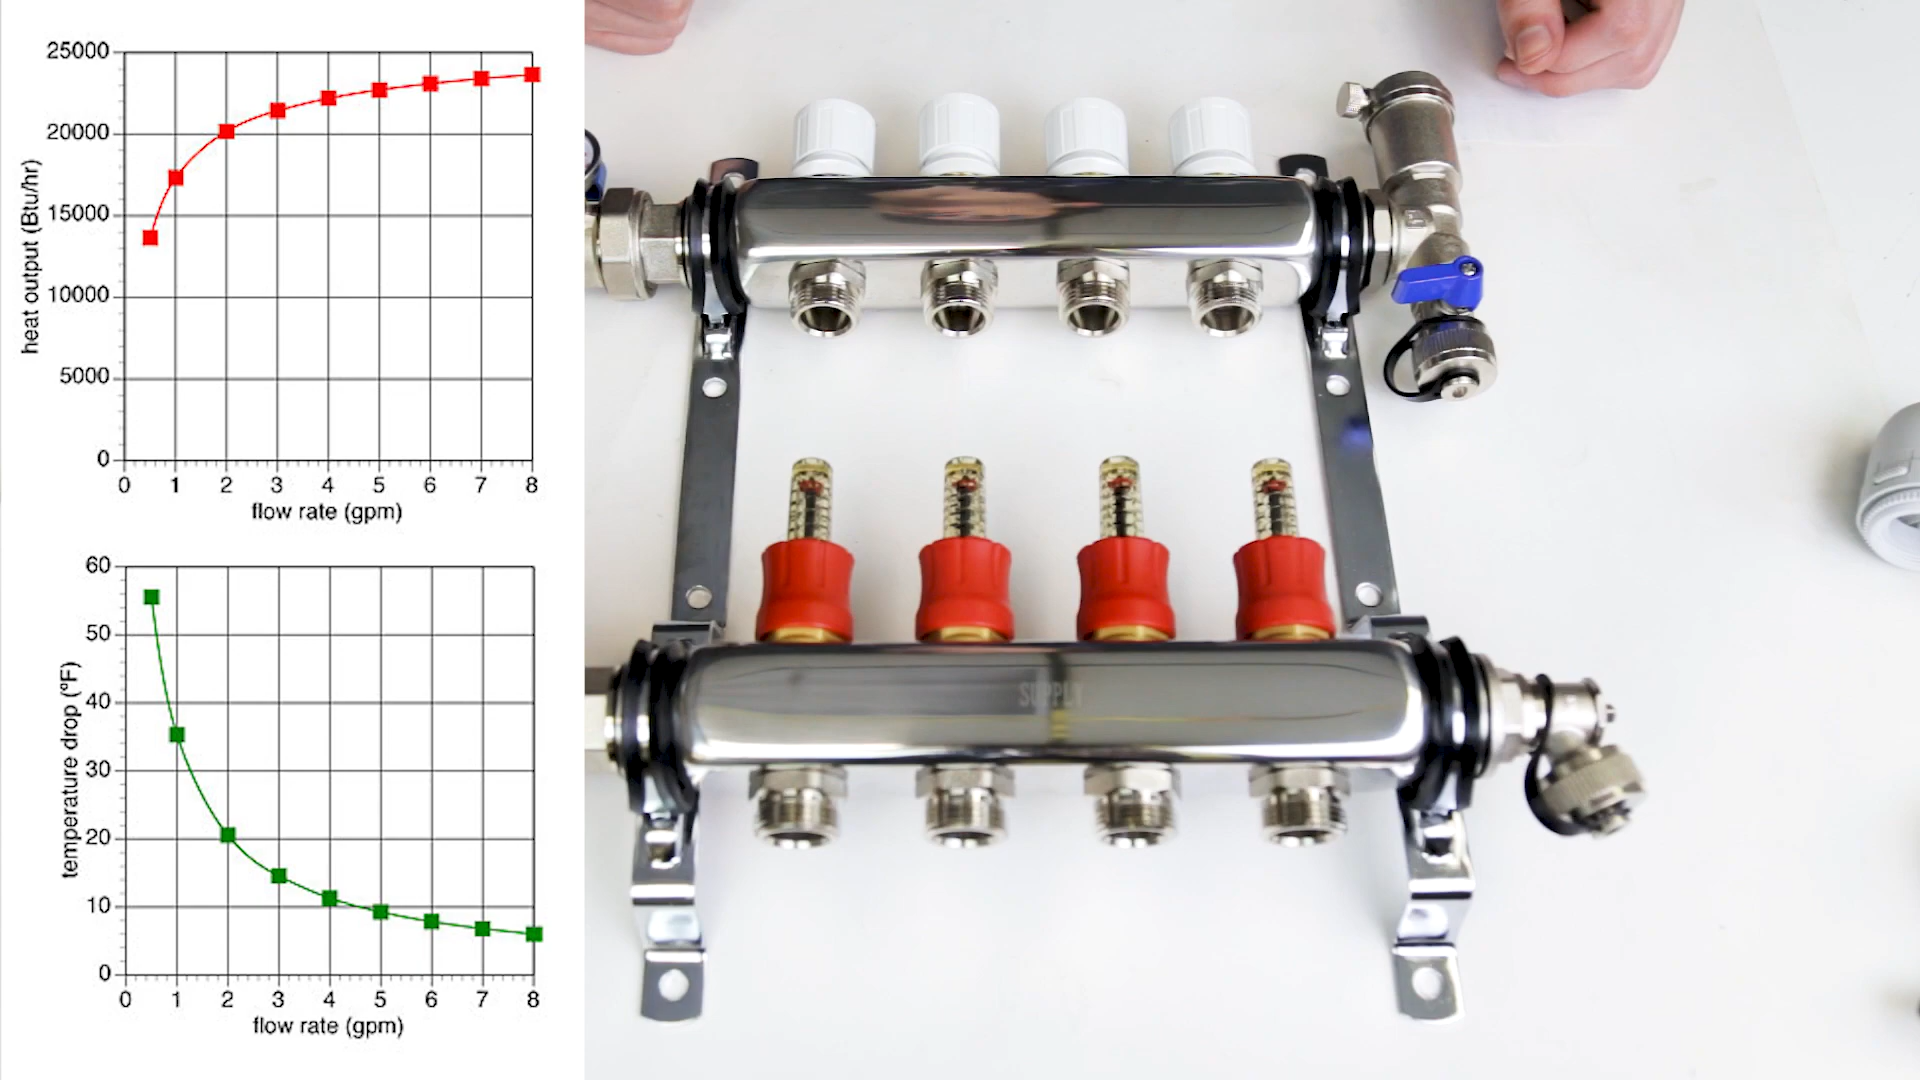 25000
20000
15000
10000
5000
0
heat output (Btu/hr)
0 1 2 3 4 5 6 7 8
flow rate (gpm)
60
50
40
30
20
10
0
temperature drop (°F)
0 1 2 3 4 5 6 7 8
flow rate (gpm)
SUPPLY